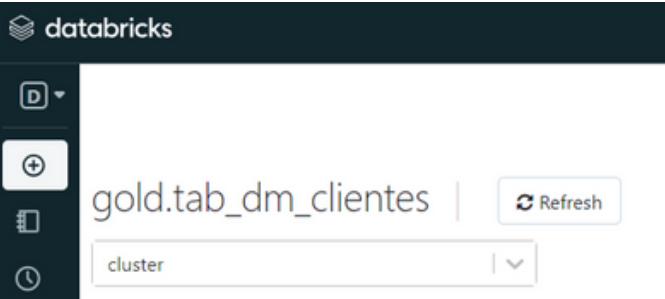 databricks
D
gold.tab_dm_clientes
Refresh
cluster